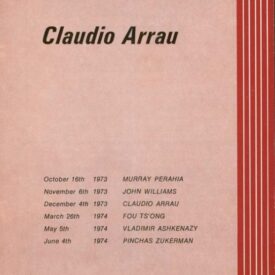 Claudio Arrau
October 16th 1973 MURRAY PERAHIA
November 6th 1973 JOHN WILLIAMS
December 4th 1973 CLAUDIO ARRAU
March 26th 1974 FOU TS'ONG
May 5th 1974 VLADIMIR ASHKENAZY
June 4th 1974 PINCHAS ZUKERMAN